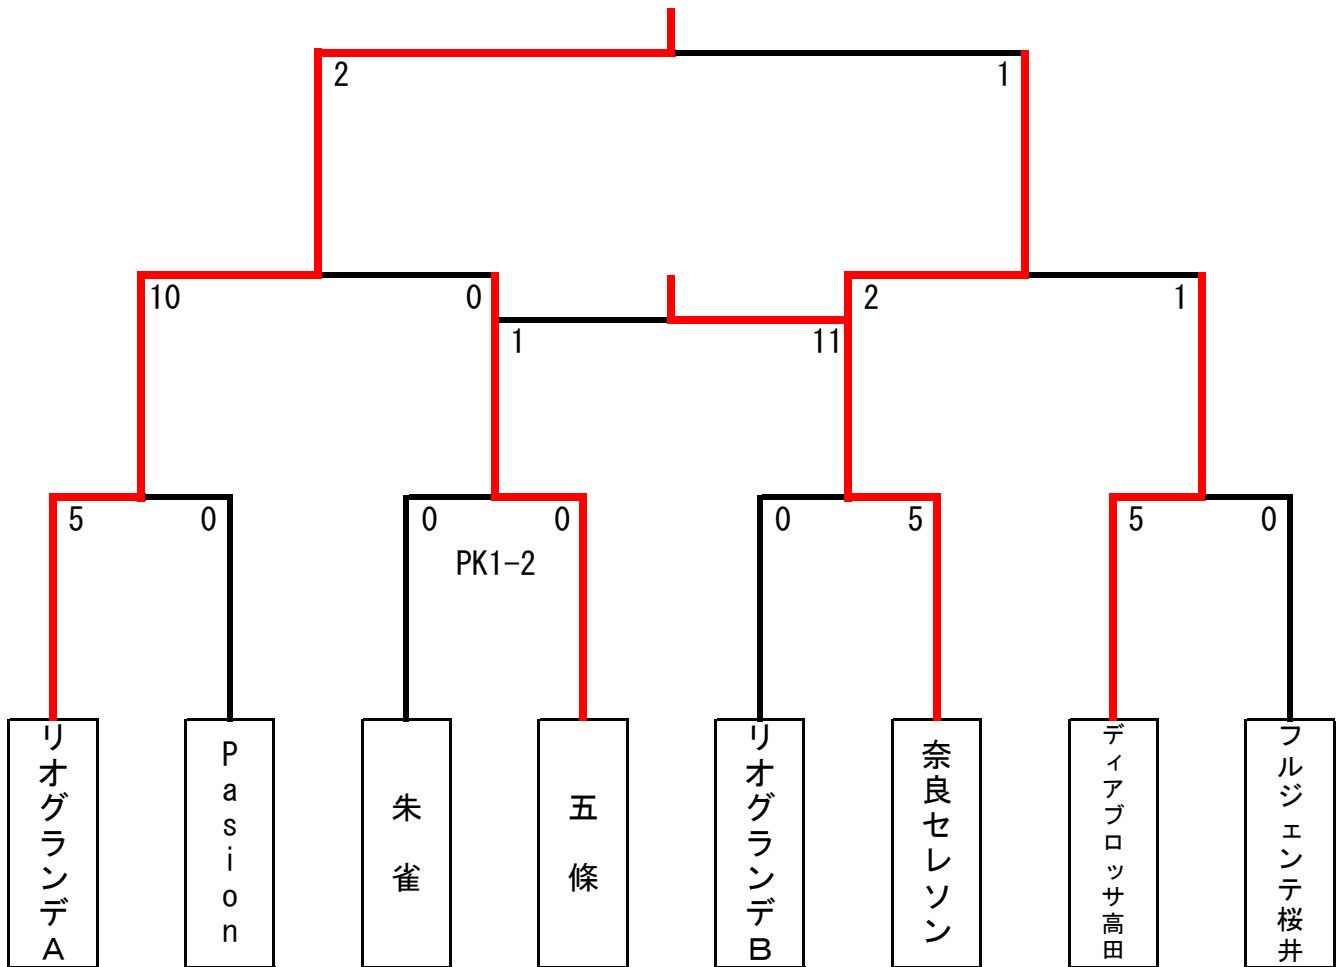 2 1
10 0 2 1
1 11
5 0 0 0 0 5 5 0
PK1-2
リオグランデA
Pasion
朱雀
五條
リオグランデB
奈良セレソン
ディアブロッサ高田
フルジェンテ桜井